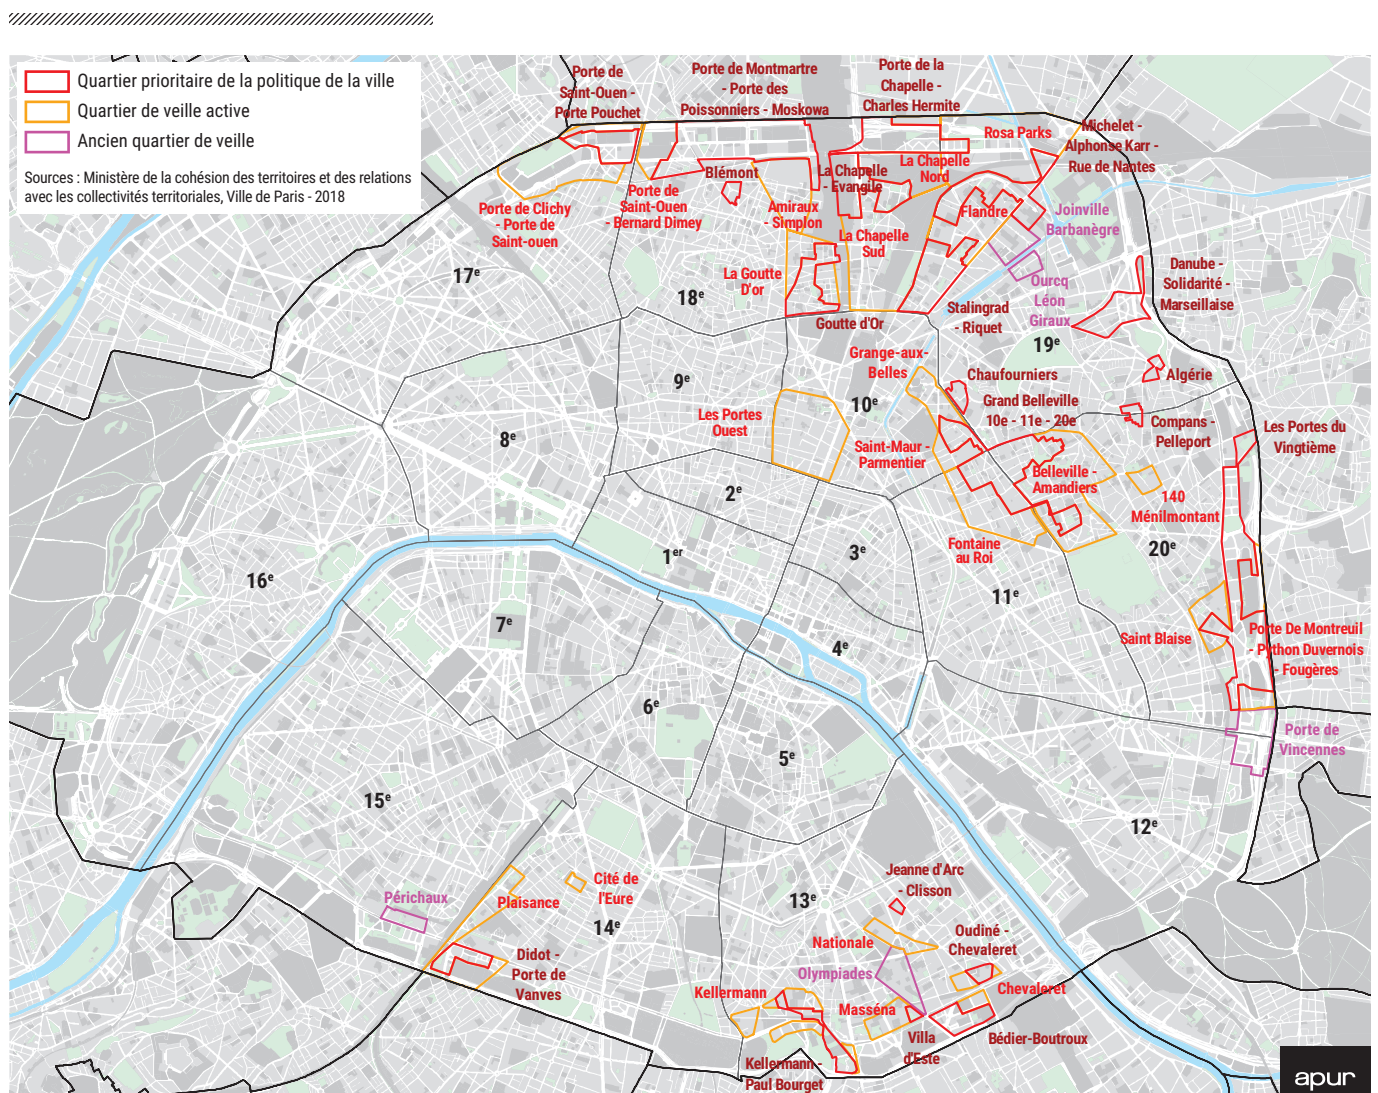 Quartier prioritaire de la politique de la ville
Quartier de veille active
Ancien quartier de veille
Sources : Ministère de la cohésion des territoires et des relations
avec les collectivités territoriales, Ville de Paris - 2018
Porte de
Saint-Ouen -
Porte Pouchet
Porte de Montmartre
- Porte des
Poissonniers - Moskowa
Porte de la
Chapelle -
Charles Hermite
Rosa Parks
Michelet -
Alphonse Karr -
Rue de Nantes
Blémont
La Chapelle
- Evangile
La Chapelle
Nord
Porte de Clichy
- Porte de
Saint-ouen
Porte de
Saint-Ouen
- Bernard Dimey
Amiraux
- Simplon
Flandre
Joinville
Barbanègre
La Chapelle
Sud
La Goutte
D'or
17e
18e
Ourcq
Léon
Giraux
Danube -
Solidarité -
Marseillaise
Goutte d'Or
Stalingrad
- Riquet
19e
Grange-aux-
Belles
Chaufourniers
Algérie
9e
10e
Grand Belleville
10e - 11e - 20e
Les Portes
Ouest
Compans -
Pelleport
Les Portes du
Vingtième
8e
Saint-Maur -
Parmentier
Belleville -
Amandiers
2e
140
Ménilmontant
1er
3e
Fontaine
au Roi
20e
16e
11e
7e
4e
Saint Blaise
Porte De Montreuil
- Python Duvernois
- Fougères
6e
5e
Porte de
Vincennes
15e
12e
Jeanne d'Arc
- Clisson
Cité de
l'Eure
Périchaux
Plaisance
13e
14e
Nationale
Oudiné -
Chevaleret
Didot -
Porte de
Vanves
Olympiades
Kellermann
Chevaleret
Masséna
Villa
d'Este
Bédier-Boutroux
Kellermann -
Paul Bourget
apur